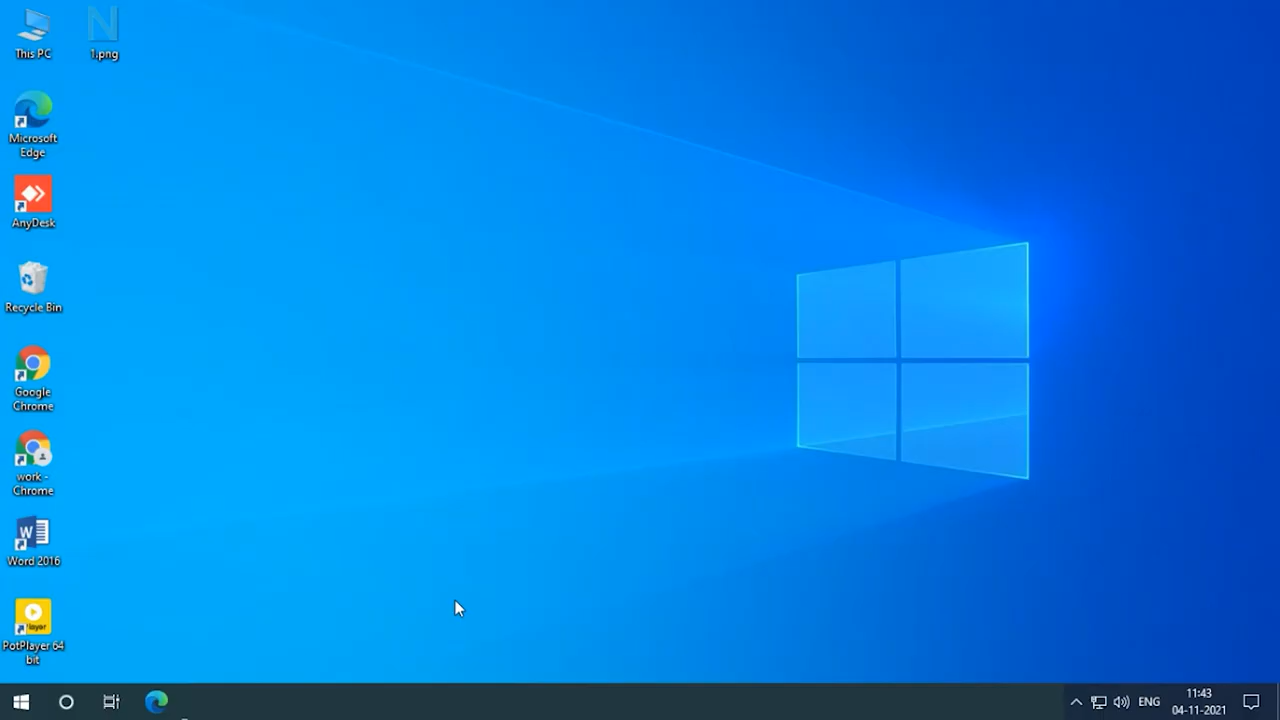 This PC
1.png
Microsoft
Edge
AnyDesk
Recycle Bin
Google
Chrome
work -
Chrome
Word 2016
PotPlayer 64
bit
ENG
11:43
04-11-2021